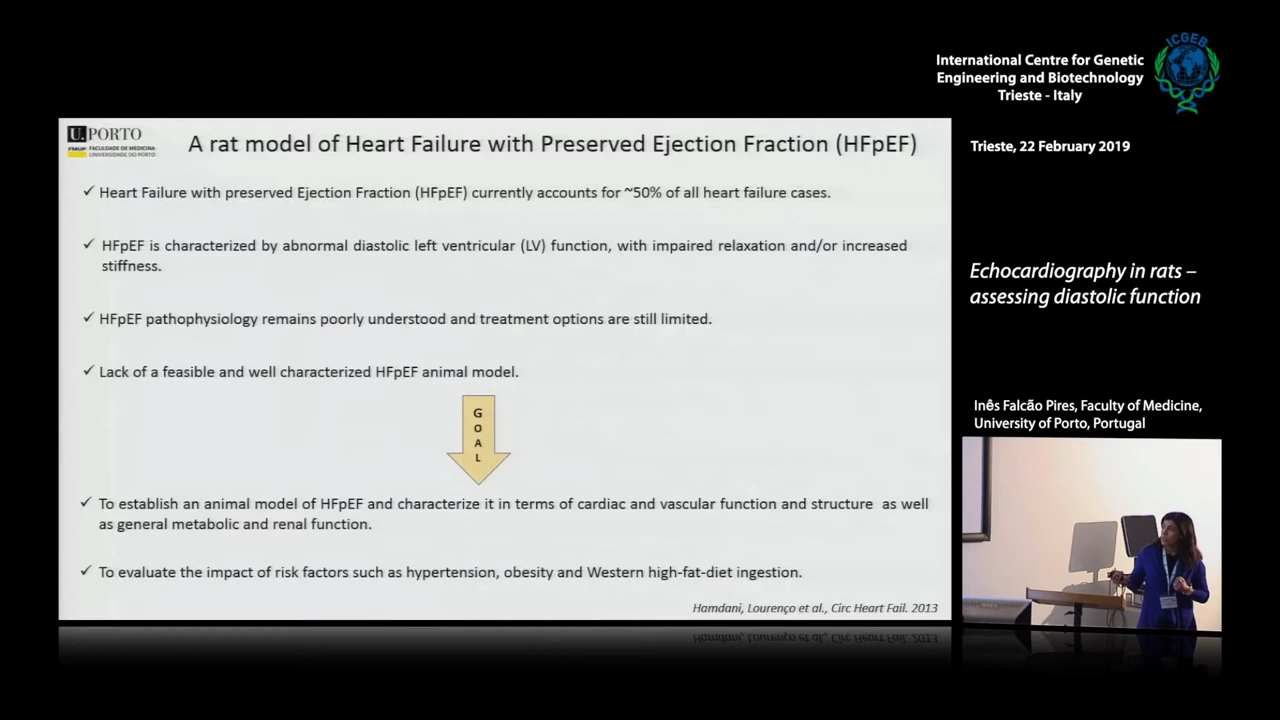 International Centre for Genetic
Engineering and Biotechnology
Trieste - Italy
ICGEB
Trieste, 22 February 2019
U. PORTO
FMUP FACULDADE DE MEDICINA
UNIVERSIDADE DO PORTO
A rat model of Heart Failure with Preserved Ejection Fraction (HFpEF)
✓ Heart Failure with preserved Ejection Fraction (HFpEF) currently accounts for ~50% of all heart failure cases.
✓ HFpEF is characterized by abnormal diastolic left ventricular (LV) function, with impaired relaxation and/or increased
stiffness.
✓ HFpEF pathophysiology remains poorly understood and treatment options are still limited.
✓ Lack of a feasible and well characterized HFpEF animal model.
G
O
A
L
✓ To establish an animal model of HFpEF and characterize it in terms of cardiac and vascular function and structure as well
as general metabolic and renal function.
✓ To evaluate the impact of risk factors such as hypertension, obesity and Western high-fat-diet ingestion.
Hamdani, Lourenço et al., Circ Heart Fail. 2013
Echocardiography in rats –
assessing diastolic function
Inês Falcão Pires, Faculty of Medicine,
University of Porto, Portugal